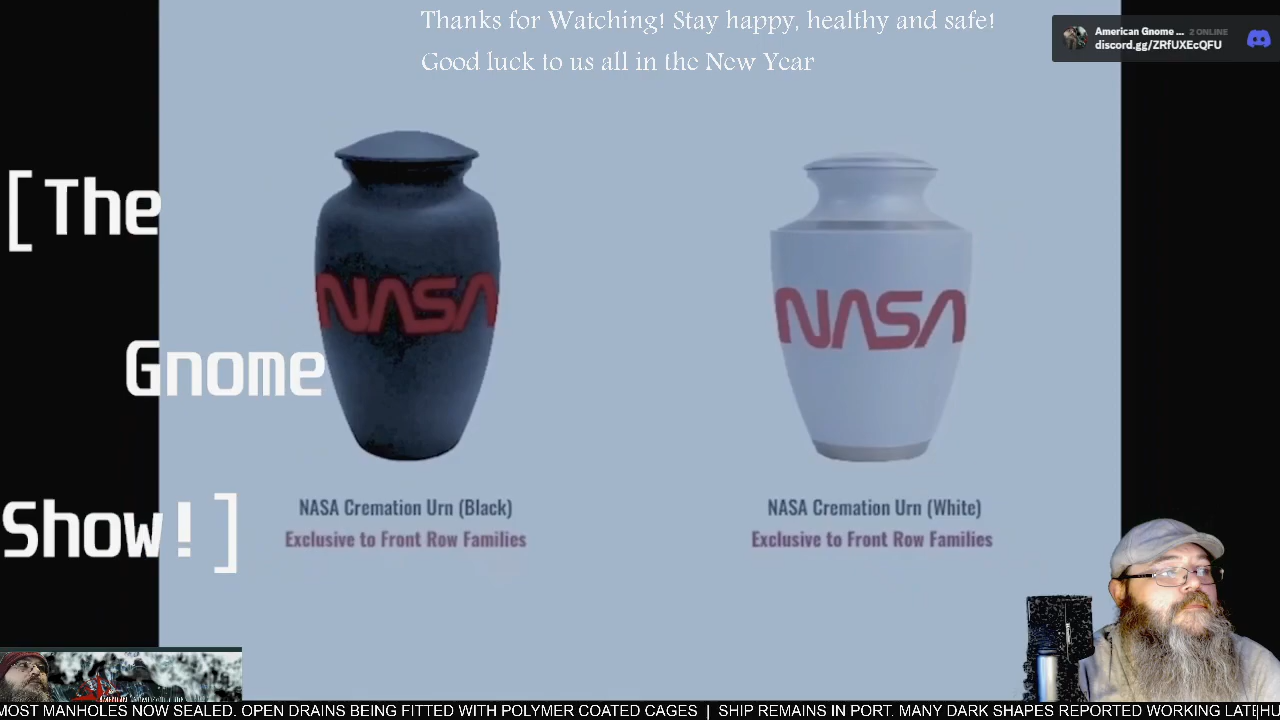 Thanks for Watching! Stay happy, healthy and safe!
Good luck to us all in the New Year
American Gnome ... 2 ONLINE
discord.gg/ZRfUXEcQFU
[The
Gnome
Show!]
NASA
NASA
NASA Cremation Urn (Black)
Exclusive to Front Row Families
NASA Cremation Urn (White)
Exclusive to Front Row Families
MOST MANHOLES NOW SEALED. OPEN DRAINS BEING FITTED WITH POLYMER COATED CAGES | SHIP REMAINS IN PORT. MANY DARK SHAPES REPORTED WORKING LATE